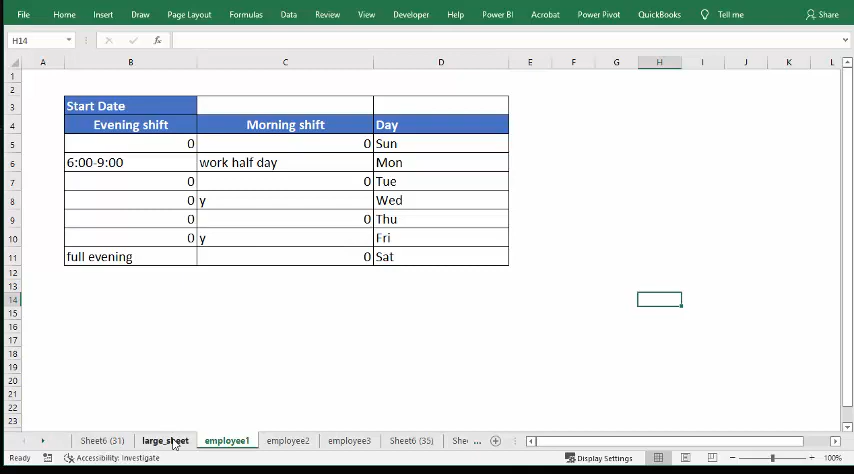 File Home Insert Draw Page Layout Formulas Data Review View Developer Help Power BI Acrobat Power Pivot QuickBooks Tell me Share
H14 fx
A B C D E F G H I J K L
1
2
3 Start Date
4 Evening shift Morning shift Day
5 0 0 Sun
6 6:00-9:00 work half day Mon
7 0 0 Tue
8 0 y Wed
9 0 0 Thu
10 0 y Fri
11 full evening 0 Sat
12
13
14
15
16
17
18
19
20
21
22
23
Sheet6 (31) large_sheet employee1 employee2 employee3 Sheet6 (35) She ...
Ready Accessibility: Investigate Display Settings 100%